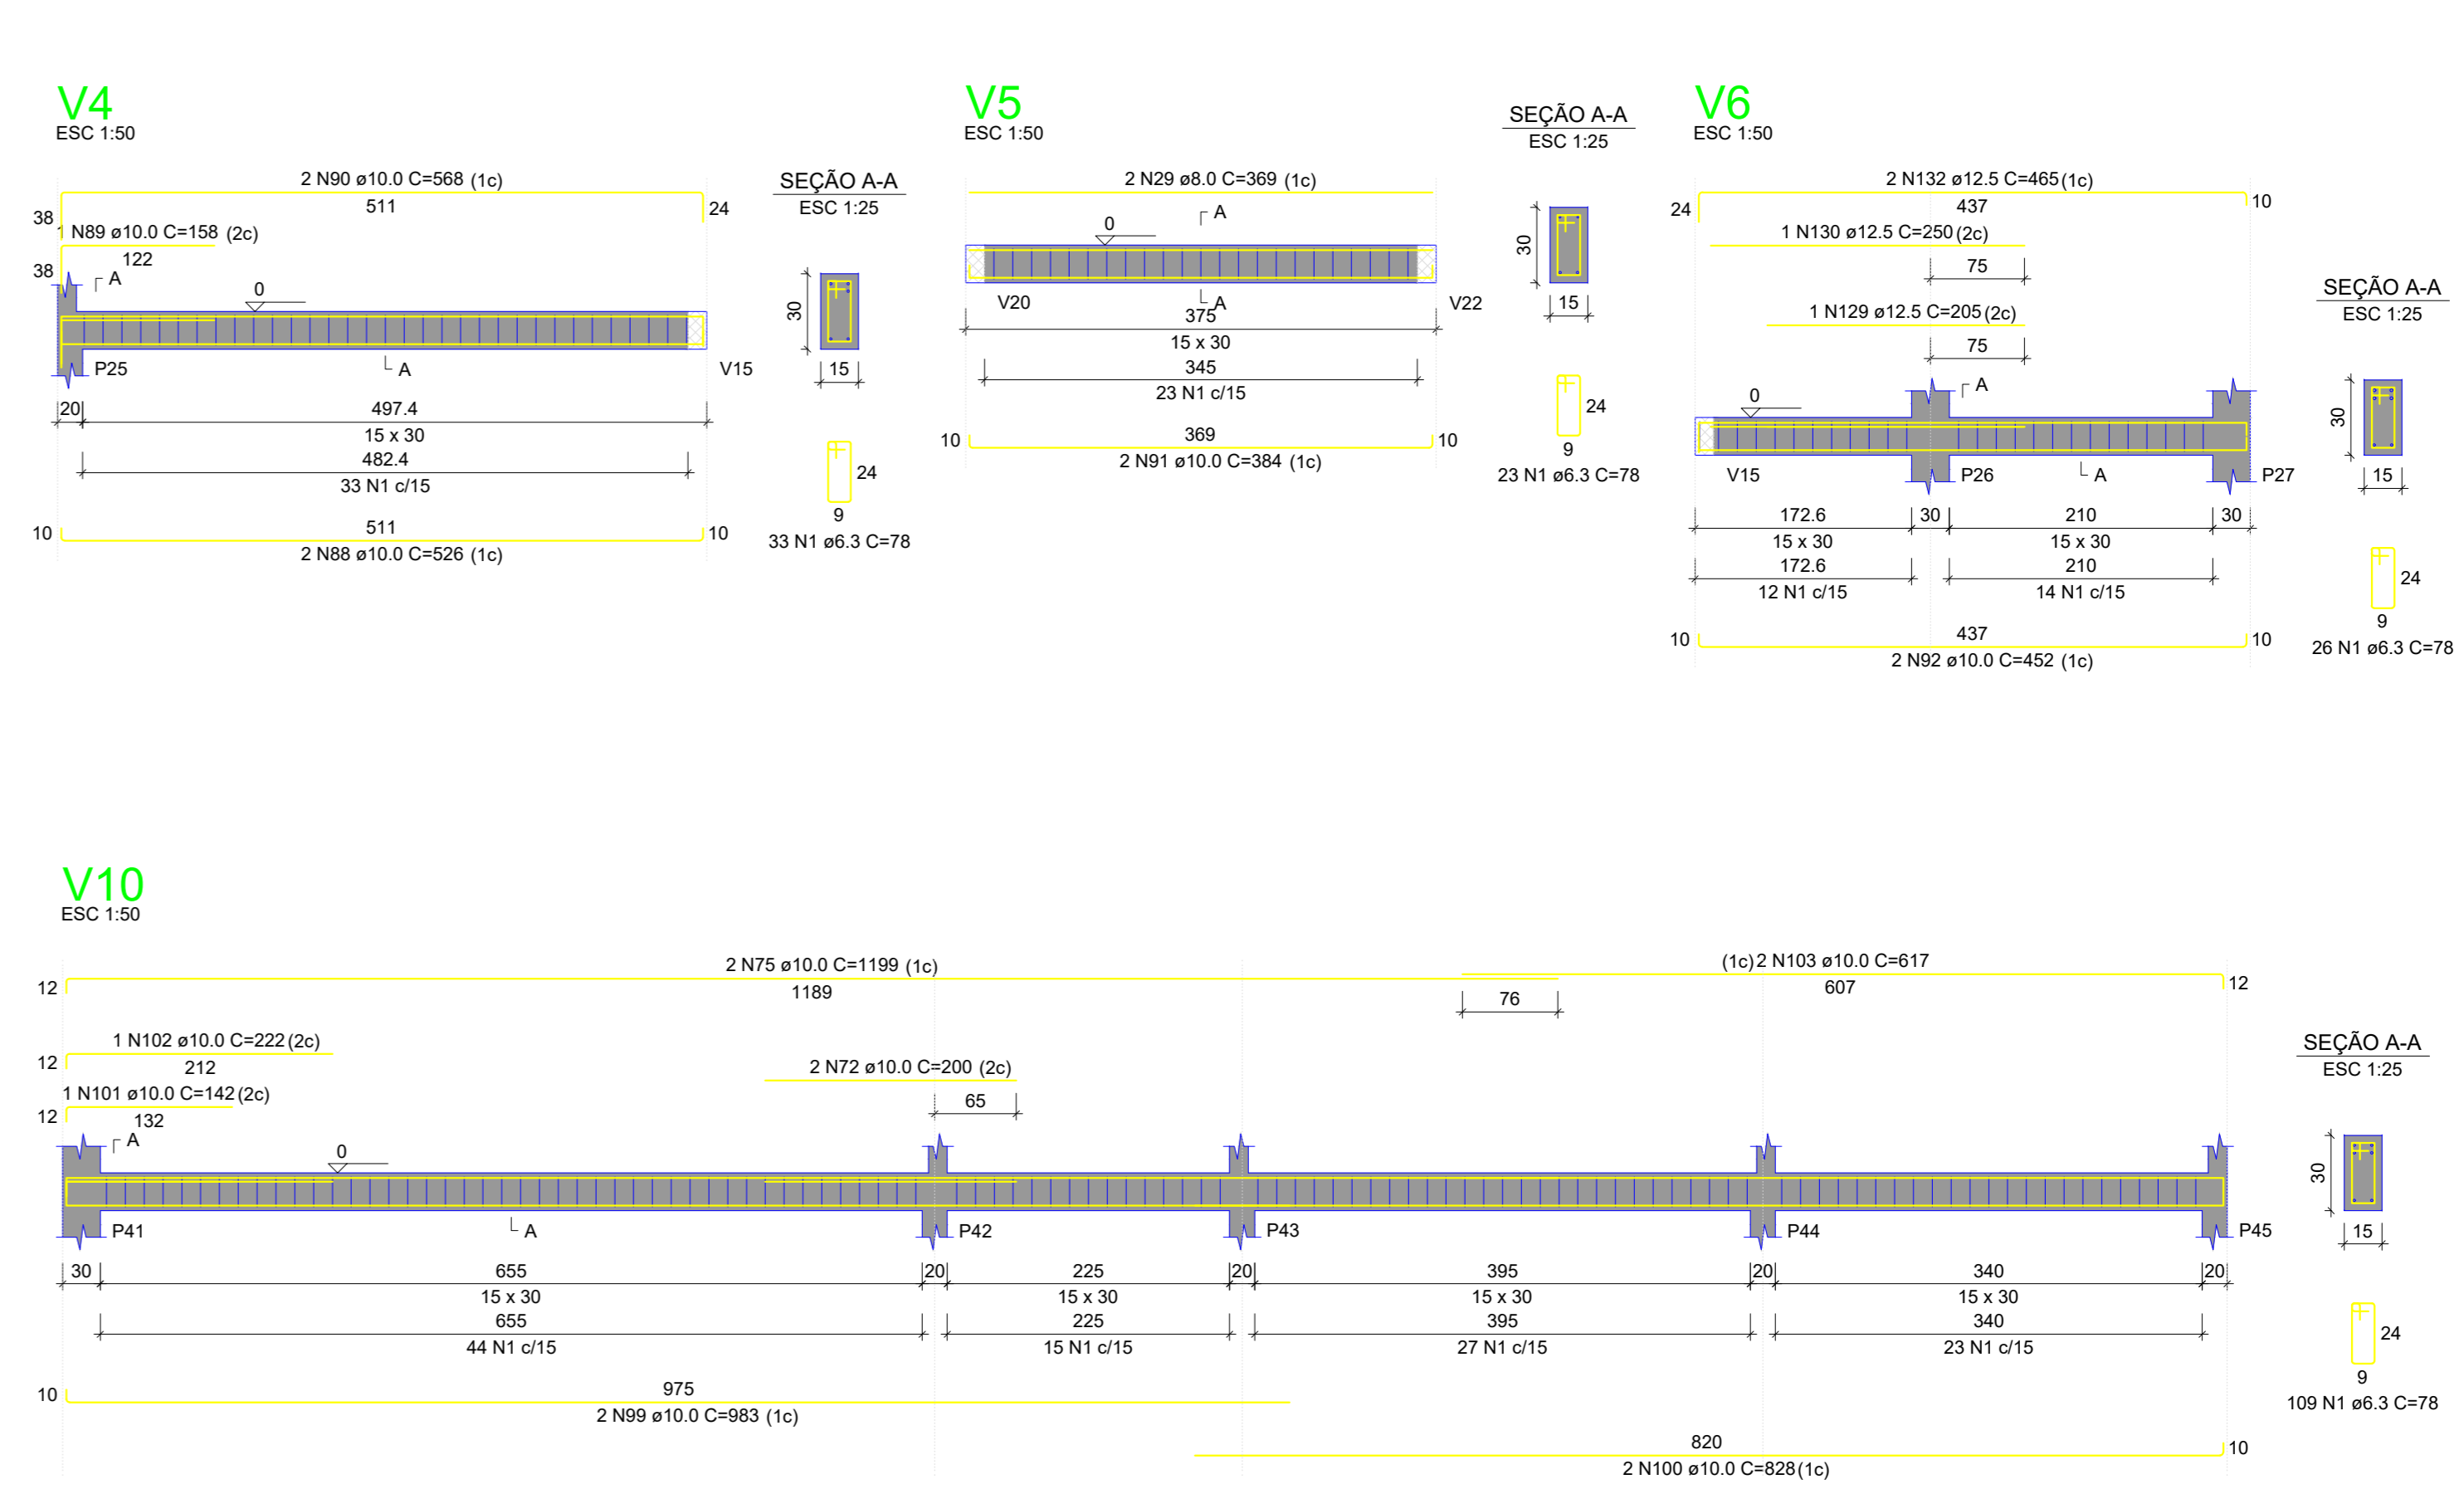 V4
ESC 1:50
2 N90 ø10.0 C=568 (1c)
511
38
24
1 N89 ø10.0 C=158 (2c)
122
38
A
0
P25
A
V15
20
497.4
15 x 30
482.4
33 N1 c/15
511
10
10
2 N88 ø10.0 C=526 (1c)
SEÇÃO A-A
ESC 1:25
30
15
24
9
33 N1 ø6.3 C=78
V5
ESC 1:50
2 N29 ø8.0 C=369 (1c)
A
0
V20
A
V22
375
15 x 30
345
23 N1 c/15
369
10
10
2 N91 ø10.0 C=384 (1c)
SEÇÃO A-A
ESC 1:25
30
15
24
9
23 N1 ø6.3 C=78
V6
ESC 1:50
2 N132 ø12.5 C=465 (1c)
437
24
10
1 N130 ø12.5 C=250 (2c)
75
1 N129 ø12.5 C=205 (2c)
75
A
0
V15
P26
A
P27
172.6
30
210
30
15 x 30
15 x 30
172.6
210
12 N1 c/15
14 N1 c/15
437
10
10
2 N92 ø10.0 C=452 (1c)
SEÇÃO A-A
ESC 1:25
30
15
24
9
26 N1 ø6.3 C=78
V10
ESC 1:50
2 N75 ø10.0 C=1199 (1c)
12
1189
(1c) 2 N103 ø10.0 C=617
607
12
76
1 N102 ø10.0 C=222 (2c)
12
212
2 N72 ø10.0 C=200 (2c)
65
1 N101 ø10.0 C=142 (2c)
12
132
A
0
P41
A
P42
P43
P44
P45
30
655
20
225
20
395
20
340
20
15 x 30
15 x 30
15 x 30
15 x 30
655
225
395
340
44 N1 c/15
15 N1 c/15
27 N1 c/15
23 N1 c/15
975
10
2 N99 ø10.0 C=983 (1c)
820
10
2 N100 ø10.0 C=828 (1c)
SEÇÃO A-A
ESC 1:25
30
15
24
9
109 N1 ø6.3 C=78